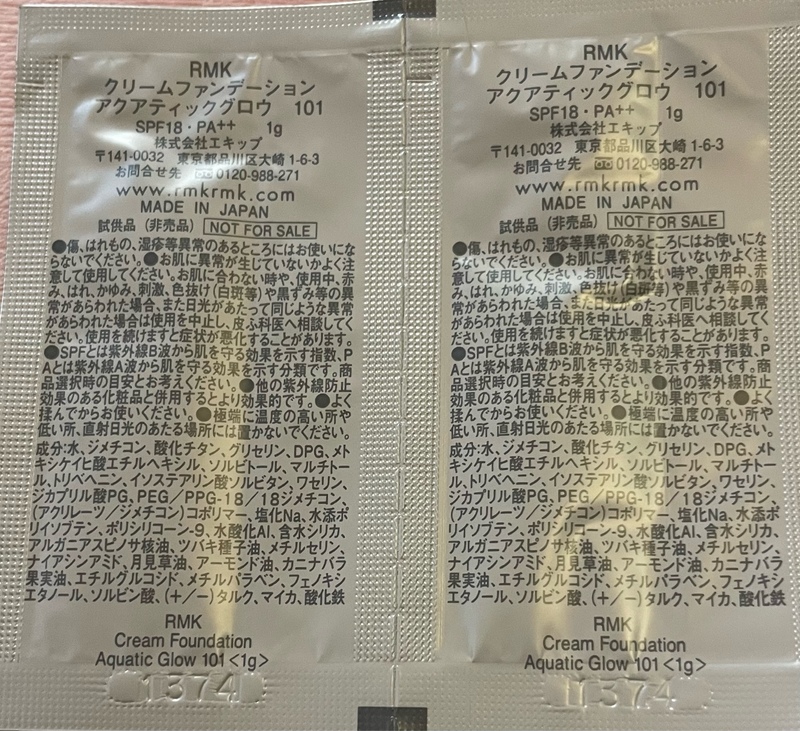 RMK
クリームファンデーション
アクアティックグロウ 101
SPF18・PA++ 1g
株式会社エキップ
〒141-0032 東京都品川区大崎 1-6-3
お問合せ先 0120-988-271
www.rmkrmk.com
MADE IN JAPAN
試供品（非売品） NOT FOR SALE
●傷、はれもの、湿疹等異常のあるところにはお使いにな
らないでください。●お肌に異常が生じていないかよく注
意して使用してください。お肌に合わない時や、使用中、赤
み、はれ、かゆみ、刺激、色抜け(白斑等)や黒ずみ等の異
常があらわれた場合、また日光があたって同じような異常
があらわれた場合は使用を中止し、皮ふ科医へ相談してく
ださい。使用を続けますと症状が悪化することがあります。
●SPFとは紫外線B波から肌を守る効果を示す指数、P
Aとは紫外線A波から肌を守る効果を示す分類です。商
品選択時の目安とお考えください。●他の紫外線防止
効果のある化粧品と併用するとより効果的です。●よく
揉んでからお使いください。●極端に温度の高い所や
低い所、直射日光のあたる場所には置かないでください。
成分:水、ジメチコン、酸化チタン、グリセリン、DPG、メト
キシケイヒ酸エチルヘキシル、ソルビトール、マルチトー
ル、トリベヘニン、イソステアリン酸ソルビタン、ワセリン、
ジカプリル酸PG、PEG／PPG-18／18ジメチコン、
(アクリレーツ／ジメチコン)コポリマー、塩化Na、水添ポ
リイソブテン、ポリシリコーン-9、水酸化Al、含水シリカ、
アルガニアスピノサ核油、ツバキ種子油、メチルセリン、
ナイアシンアミド、月見草油、アーモンド油、カニナバラ
果実油、エチルグルコシド、メチルパラベン、フェノキシ
エタノール、ソルビン酸、(+／−)タルク、マイカ、酸化鉄
RMK
Cream Foundation
Aquatic Glow 101<1g>
1374
RMK
クリームファンデーション
アクアティックグロウ 101
SPF18・PA++ 1g
株式会社エキップ
〒141-0032 東京都品川区大崎 1-6-3
お問合せ先 0120-988-271
www.rmkrmk.com
MADE IN JAPAN
試供品（非売品） NOT FOR SALE
●傷、はれもの、湿疹等異常のあるところにはお使いにな
らないでください。●お肌に異常が生じていないかよく注
意して使用してください。お肌に合わない時や、使用中、赤
み、はれ、かゆみ、刺激、色抜け(白斑等)や黒ずみ等の異
常があらわれた場合、また日光があたって同じような異常
があらわれた場合は使用を中止し、皮ふ科医へ相談してく
ださい。使用を続けますと症状が悪化することがあります。
●SPFとは紫外線B波から肌を守る効果を示す指数、P
Aとは紫外線A波から肌を守る効果を示す分類です。商
品選択時の目安とお考えください。●他の紫外線防止
効果のある化粧品と併用するとより効果的です。●よく
揉んでからお使いください。●極端に温度の高い所や
低い所、直射日光のあたる場所には置かないでください。
成分:水、ジメチコン、酸化チタン、グリセリン、DPG、メト
キシケイヒ酸エチルヘキシル、ソルビトール、マルチトー
ル、トリベヘニン、イソステアリン酸ソルビタン、ワセリン、
ジカプリル酸PG、PEG／PPG-18／18ジメチコン、
(アクリレーツ／ジメチコン)コポリマー、塩化Na、水添ポ
リイソブテン、ポリシリコーン-9、水酸化Al、含水シリカ、
アルガニアスピノサ核油、ツバキ種子油、メチルセリン、
ナイアシンアミド、月見草油、アーモンド油、カニナバラ
果実油、エチルグルコシド、メチルパラベン、フェノキシ
エタノール、ソルビン酸、(+／−)タルク、マイカ、酸化鉄
RMK
Cream Foundation
Aquatic Glow 101<1g>
1374